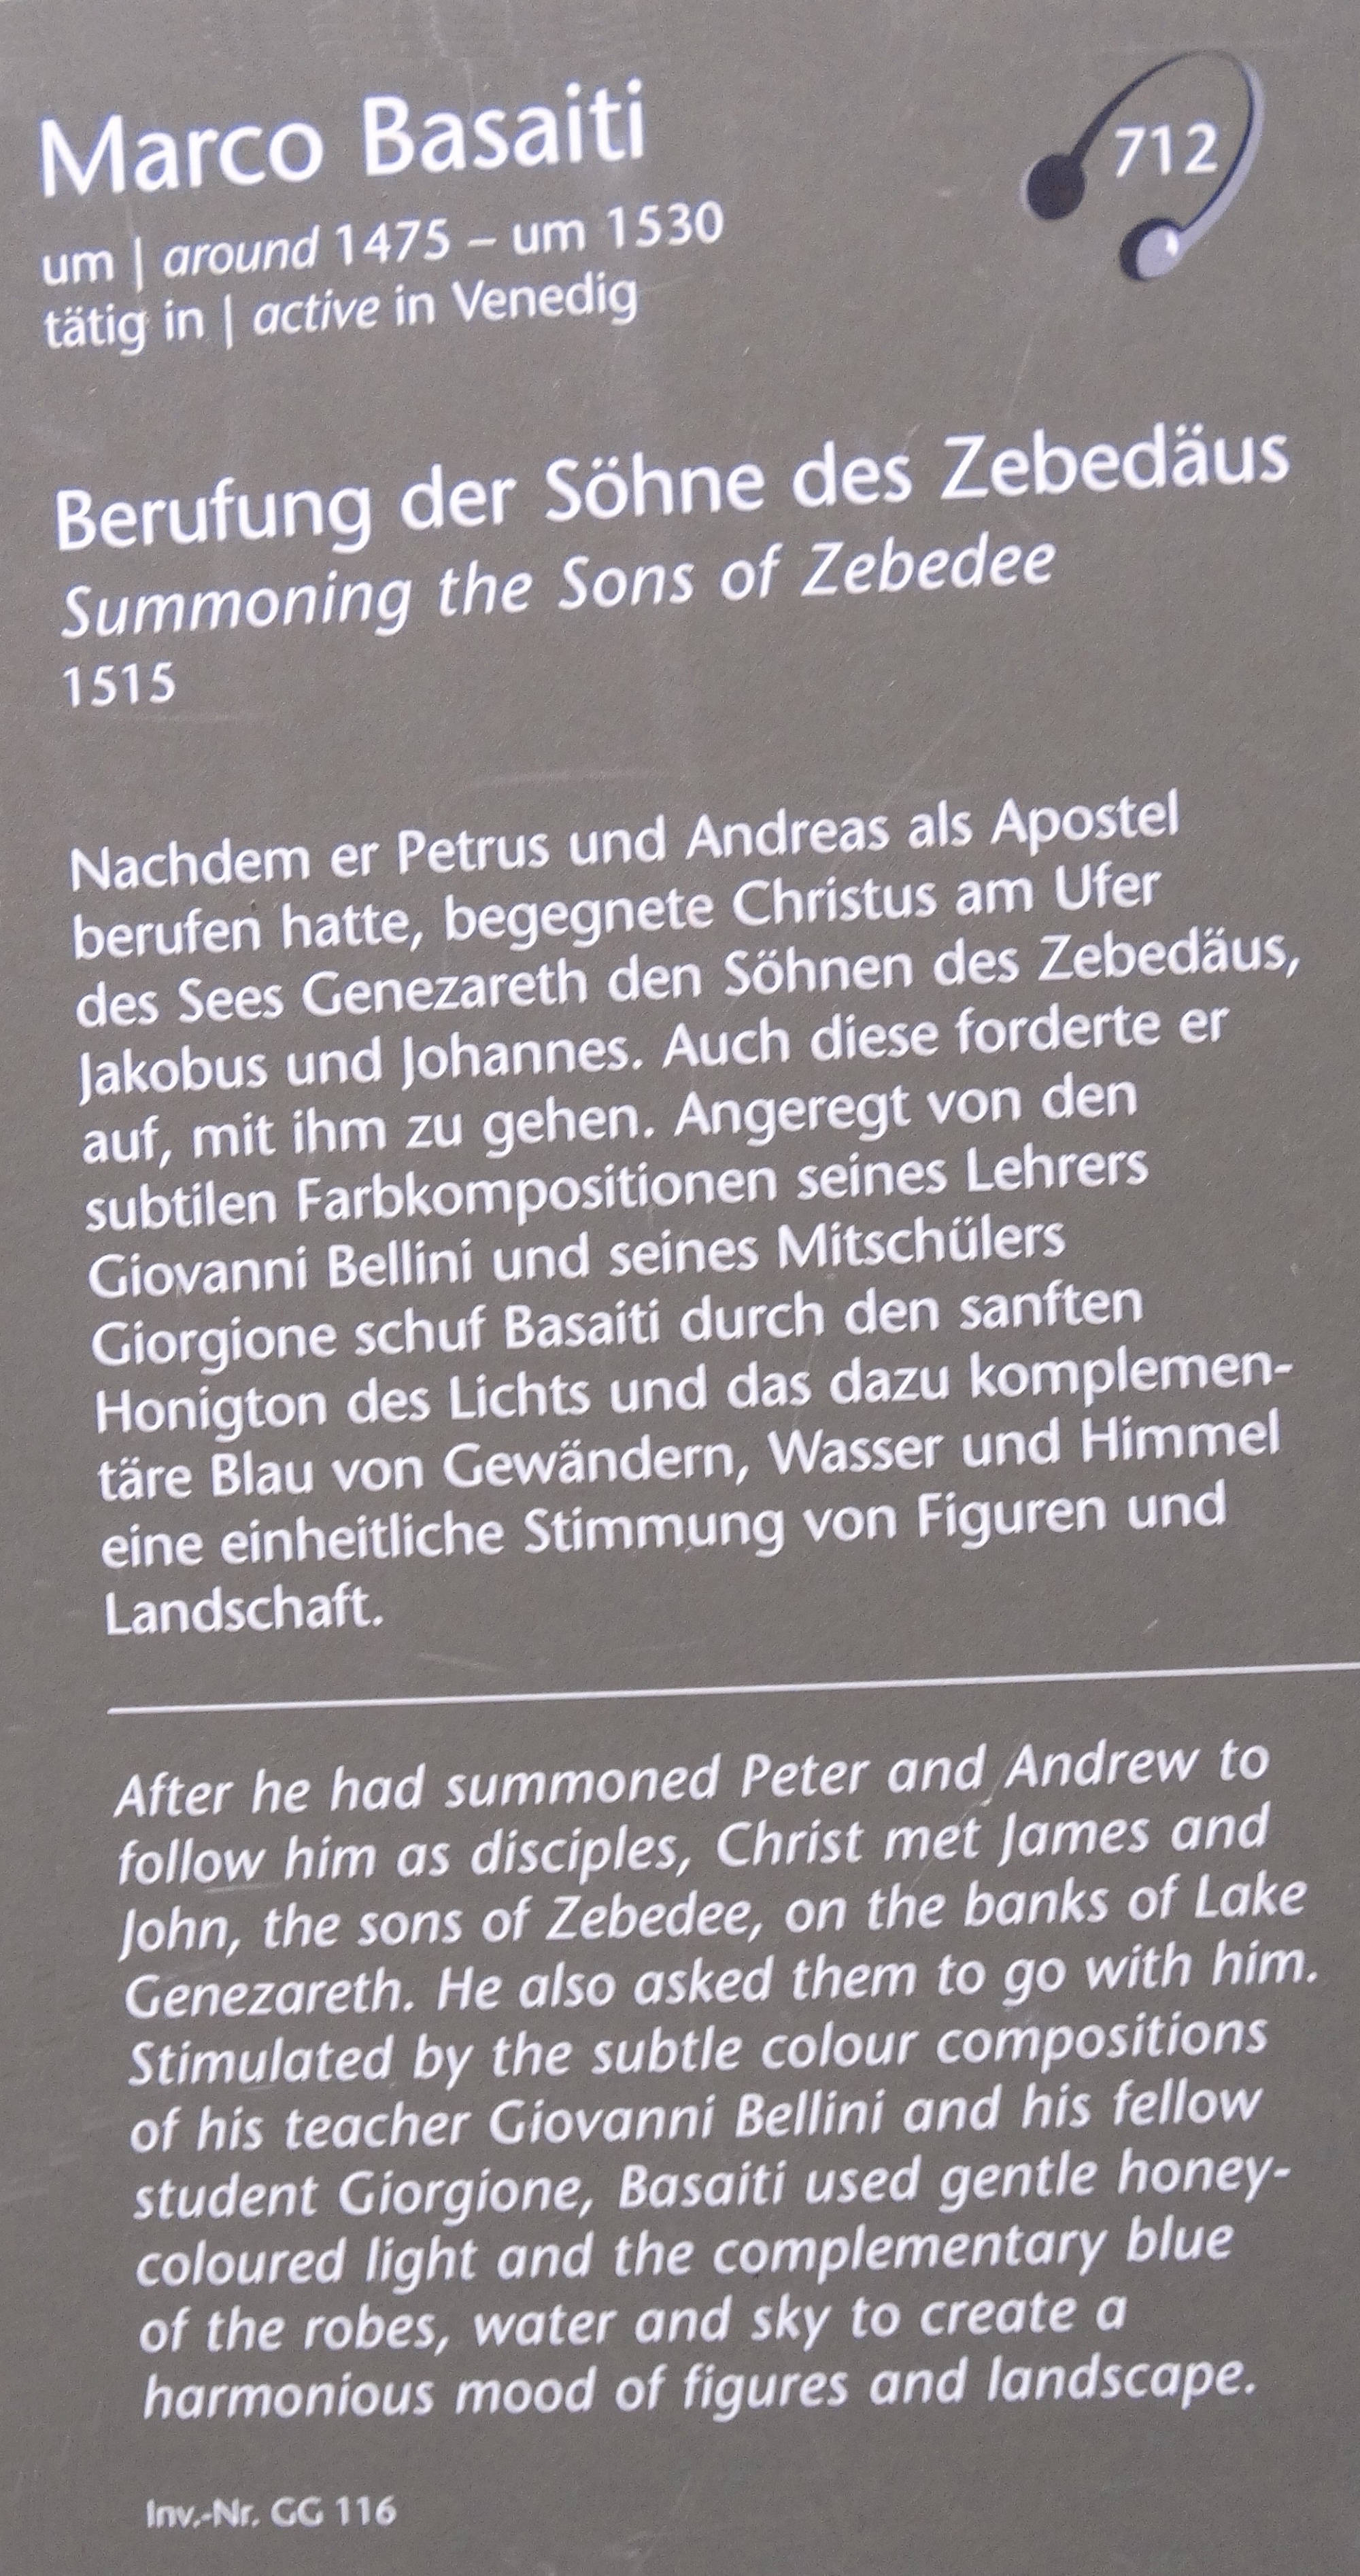 Marco Basaiti
712
um | around 1475 – um 1530
tätig in | active in Venedig
Berufung der Söhne des Zebedäus
Summoning the Sons of Zebedee
1515
Nachdem er Petrus und Andreas als Apostel
berufen hatte, begegnete Christus am Ufer
des Sees Genezareth den Söhnen des Zebedäus,
Jakobus und Johannes. Auch diese forderte er
auf, mit ihm zu gehen. Angeregt von den
subtilen Farbkompositionen seines Lehrers
Giovanni Bellini und seines Mitschülers
Giorgione schuf Basaiti durch den sanften
Honigton des Lichts und das dazu komplemen-
täre Blau von Gewändern, Wasser und Himmel
eine einheitliche Stimmung von Figuren und
Landschaft.
After he had summoned Peter and Andrew to
follow him as disciples, Christ met James and
John, the sons of Zebedee, on the banks of Lake
Genezareth. He also asked them to go with him.
Stimulated by the subtle colour compositions
of his teacher Giovanni Bellini and his fellow
student Giorgione, Basaiti used gentle honey-
coloured light and the complementary blue
of the robes, water and sky to create a
harmonious mood of figures and landscape.
Inv.-Nr. GG 116